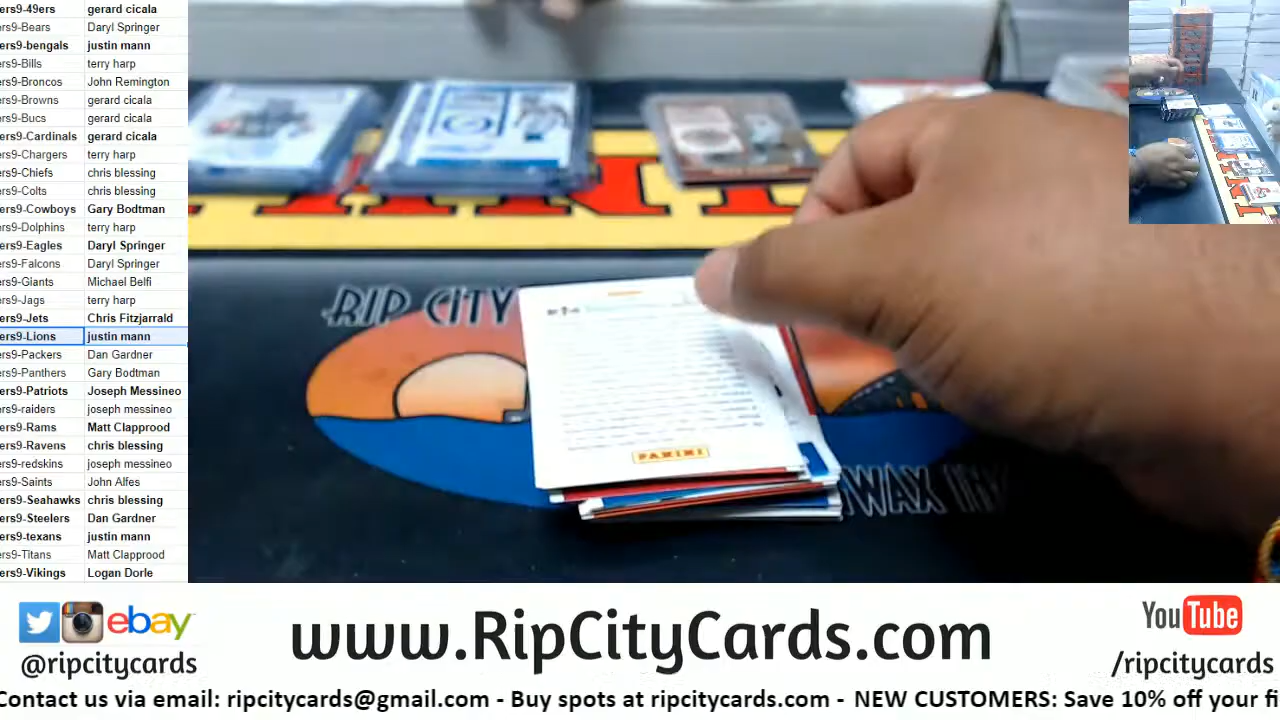 ers9-49ers gerard cicala
ers9-Bears Daryl Springer
ers9-bengals justin mann
ers9-Bills terry harp
ers9-Broncos John Remington
ers9-Browns gerard cicala
ers9-Bucs gerard cicala
ers9-Cardinals gerard cicala
ers9-Chargers terry harp
ers9-Chiefs chris blessing
ers9-Colts chris blessing
ers9-Cowboys Gary Bodtman
ers9-Dolphins terry harp
ers9-Eagles Daryl Springer
ers9-Falcons Daryl Springer
ers9-Giants Michael Belfi
ers9-Jags terry harp
ers9-Jets Chris Fitzjarrald
ers9-Lions justin mann
ers9-Packers Dan Gardner
ers9-Panthers Gary Bodtman
ers9-Patriots Joseph Messineo
ers9-raiders joseph messineo
ers9-Rams Matt Clapprood
ers9-Ravens chris blessing
ers9-redskins joseph messineo
ers9-Saints John Alfes
ers9-Seahawks chris blessing
ers9-Steelers Dan Gardner
ers9-texans justin mann
ers9-Titans Matt Clapprood
ers9-Vikings Logan Dorle
RIP CITY
PANINI
WAX
ebay
@ripcitycards
www.RipCityCards.com
YouTube
/ripcitycards
Contact us via email: ripcitycards@gmail.com - Buy spots at ripcitycards.com - NEW CUSTOMERS: Save 10% off your fi